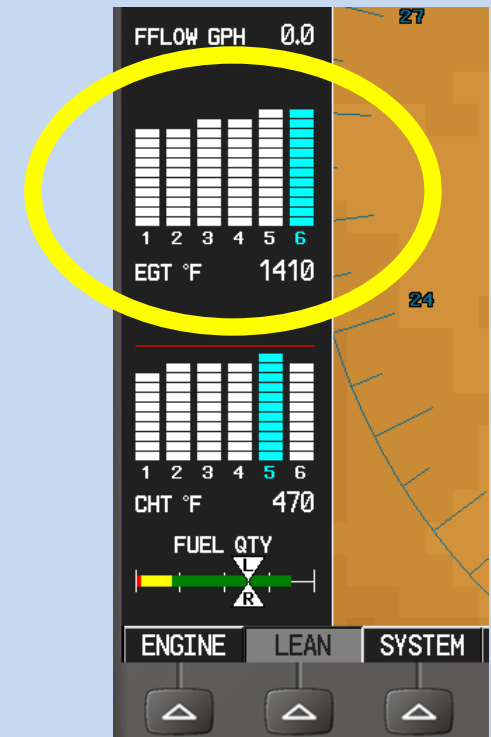 FFLOW GPH 0.0
27
1 2 3 4 5 6
EGT °F 1410
24
1 2 3 4 5 6
CHT °F 470
FUEL QTY
L
R
ENGINE LEAN SYSTEM